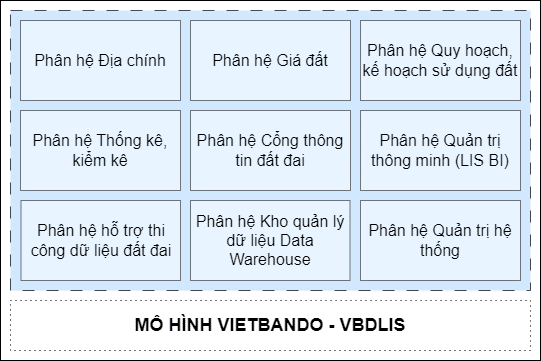 Phân hệ Địa chính
Phân hệ Giá đất
Phân hệ Quy hoạch,
kế hoạch sử dụng đất
Phân hệ Thống kê,
kiểm kê
Phân hệ Cổng thông
tin đất đai
Phân hệ Quản trị
thông minh (LIS BI)
Phân hệ hỗ trợ thi
công dữ liệu đất đai
Phân hệ Kho quản lý
dữ liệu Data
Warehouse
Phân hệ Quản trị hệ
thống
MÔ HÌNH VIETBANDO - VBDLIS